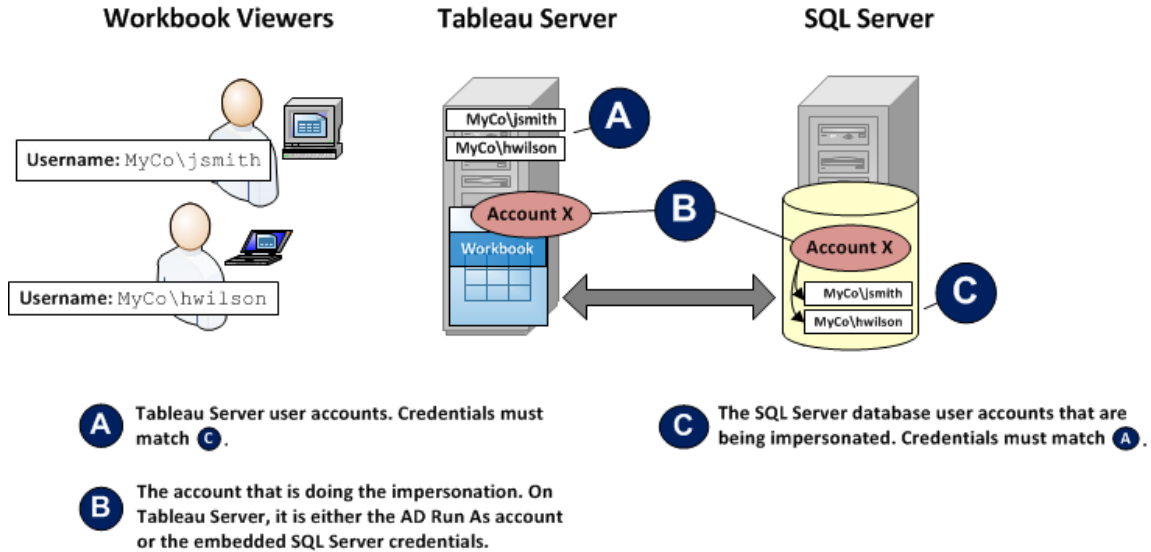 Workbook Viewers
Tableau Server
SQL Server
Username: MyCo\jsmith
Username: MyCo\hwilson
MyCo\jsmith
MyCo\hwilson
A
Account X
Workbook
B
Account X
MyCo\jsmith
MyCo\hwilson
C
A
Tableau Server user accounts. Credentials must
match C .
B
The account that is doing the impersonation. On
Tableau Server, it is either the AD Run As account
or the embedded SQL Server credentials.
C
The SQL Server database user accounts that are
being impersonated. Credentials must match A .